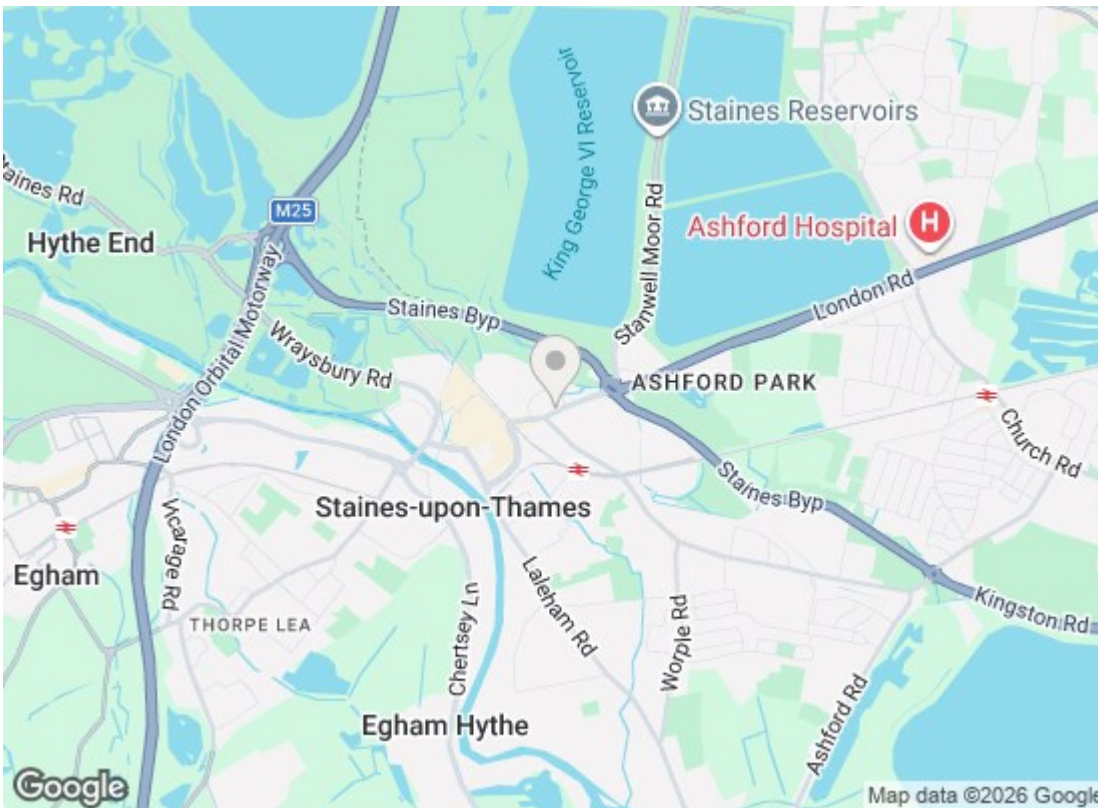 Staines Reservoirs
King George VI Reservoir
Stanwell Moor Rd
Staines Rd
M25
Ashford Hospital
H
Hythe End
London Rd
Staines Byp
London Orbital Motorway
Wraysbury Rd
ASHFORD PARK
Church Rd
Staines Byp
Staines-upon-Thames
Vicarage Rd
Egham
Kingston Rd
THORPE LEA
Laleham Rd
Chertsey Ln
Worple Rd
Ashford Rd
Egham Hythe
Google
Map data ©2026 Google